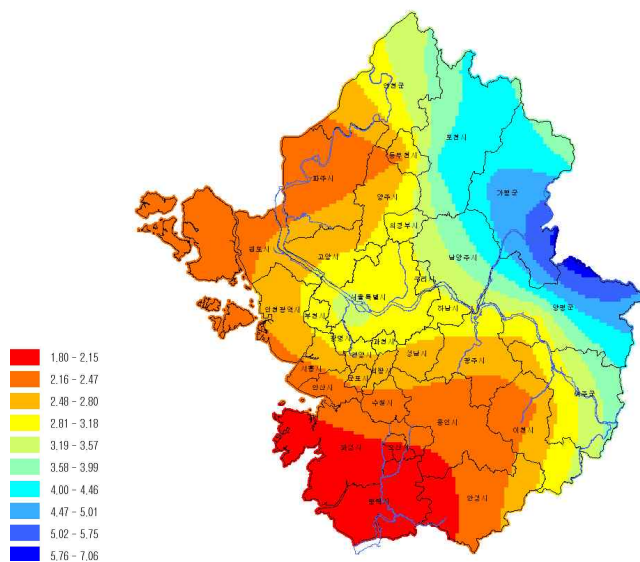 연천군
포천시
동두천시
파주시
가평군
양주시
의정부시
김포시
고양시
남양주시
구리시
서울특별시
양평군
인천광역시
부천시
하남시
광명시
과천시
안양시
성남시
광주시
시흥시
군포시
의왕시
안산시
여주군
수원시
용인시
이천시
화성시
오산시
평택시
안성시
1.80 - 2.15
2.16 - 2.47
2.48 - 2.80
2.81 - 3.18
3.19 - 3.57
3.58 - 3.99
4.00 - 4.46
4.47 - 5.01
5.02 - 5.75
5.76 - 7.06